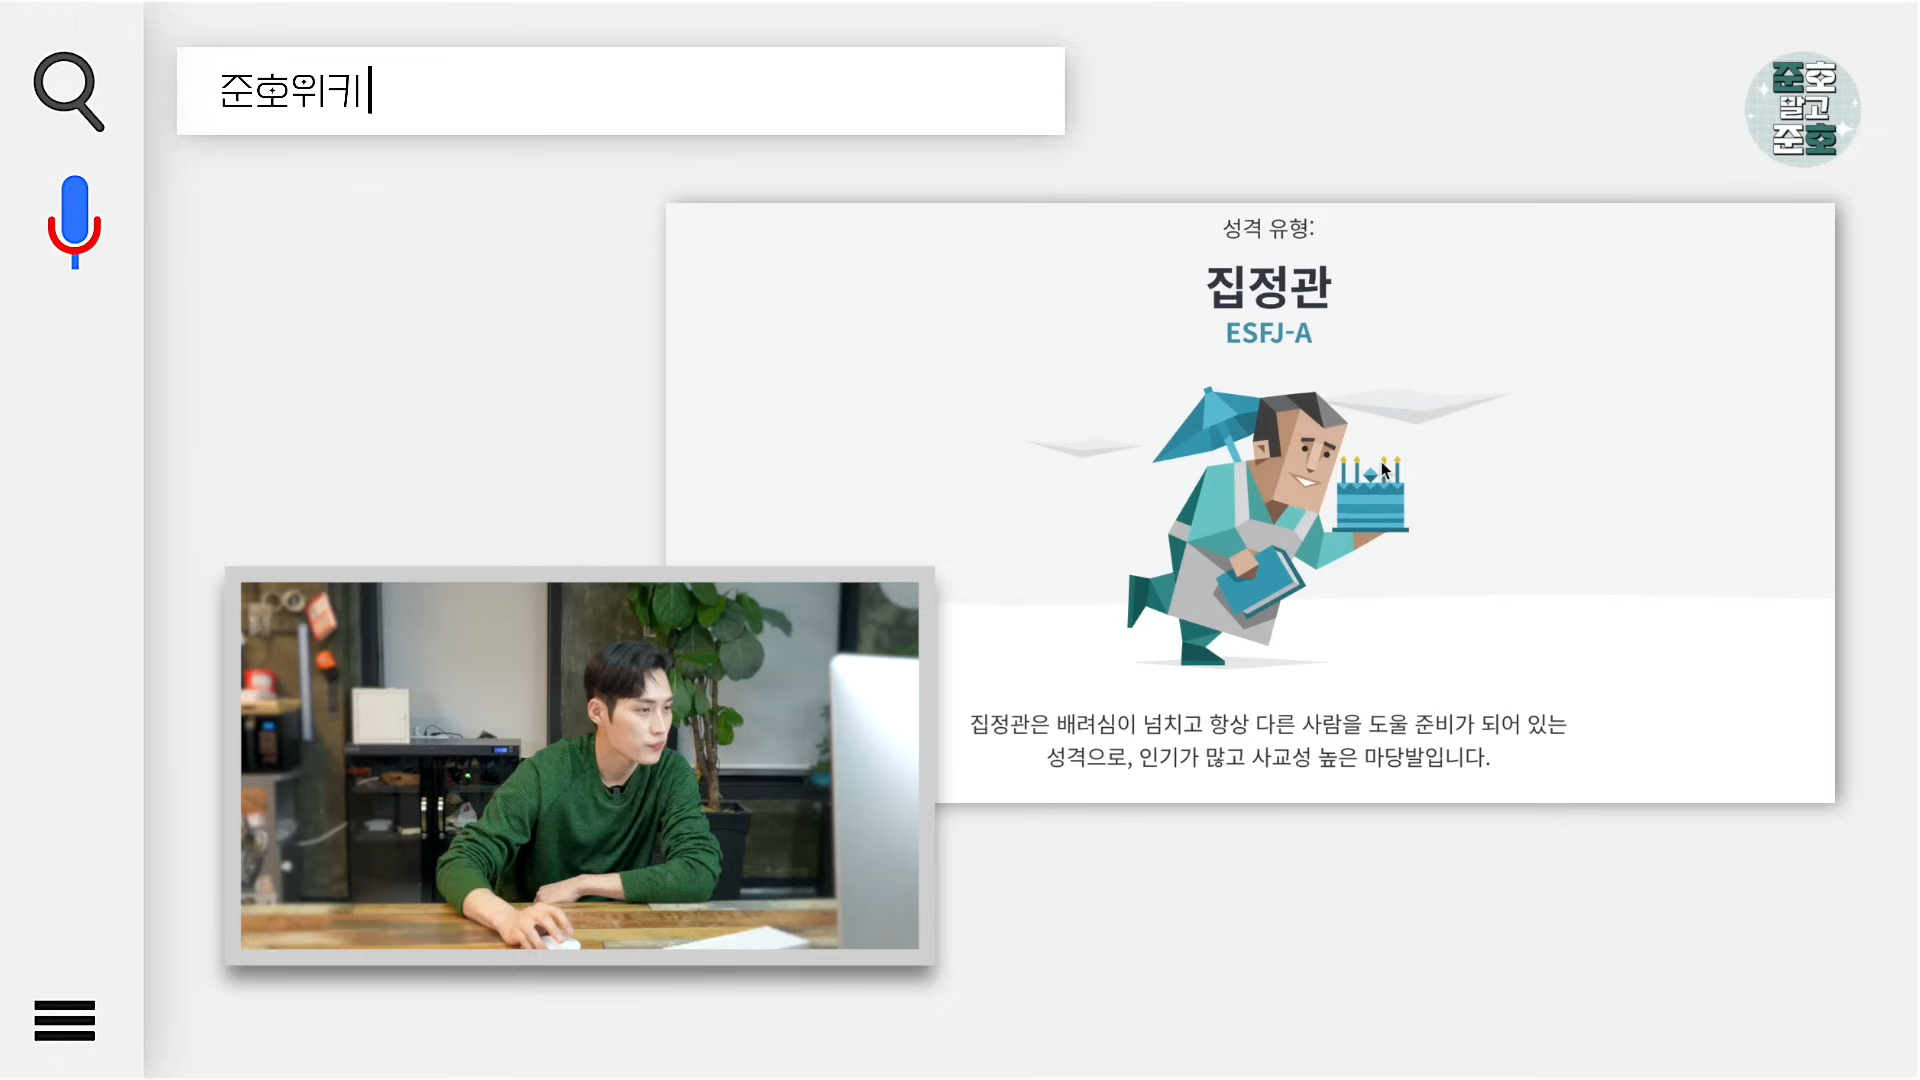 준호위키
준호
말고
준호
성격 유형:
집정관
ESFJ-A
집정관은 배려심이 넘치고 항상 다른 사람을 도울 준비가 되어 있는
성격으로, 인기가 많고 사교성 높은 마당발입니다.